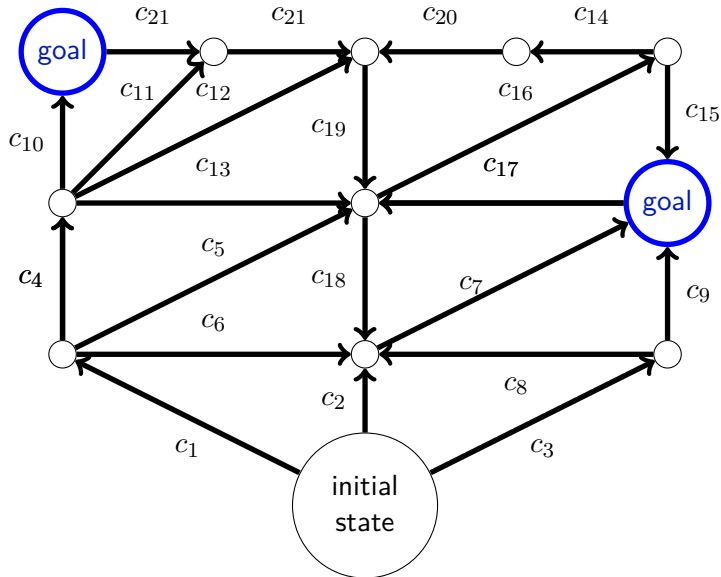 c21 c21 c20 c14
goal
c11 c12 c16
c10 c19 c15
c13 c17
goal
c5
c4 c18 c7 c9
c6
c8
c2
c1 c3
initial
state